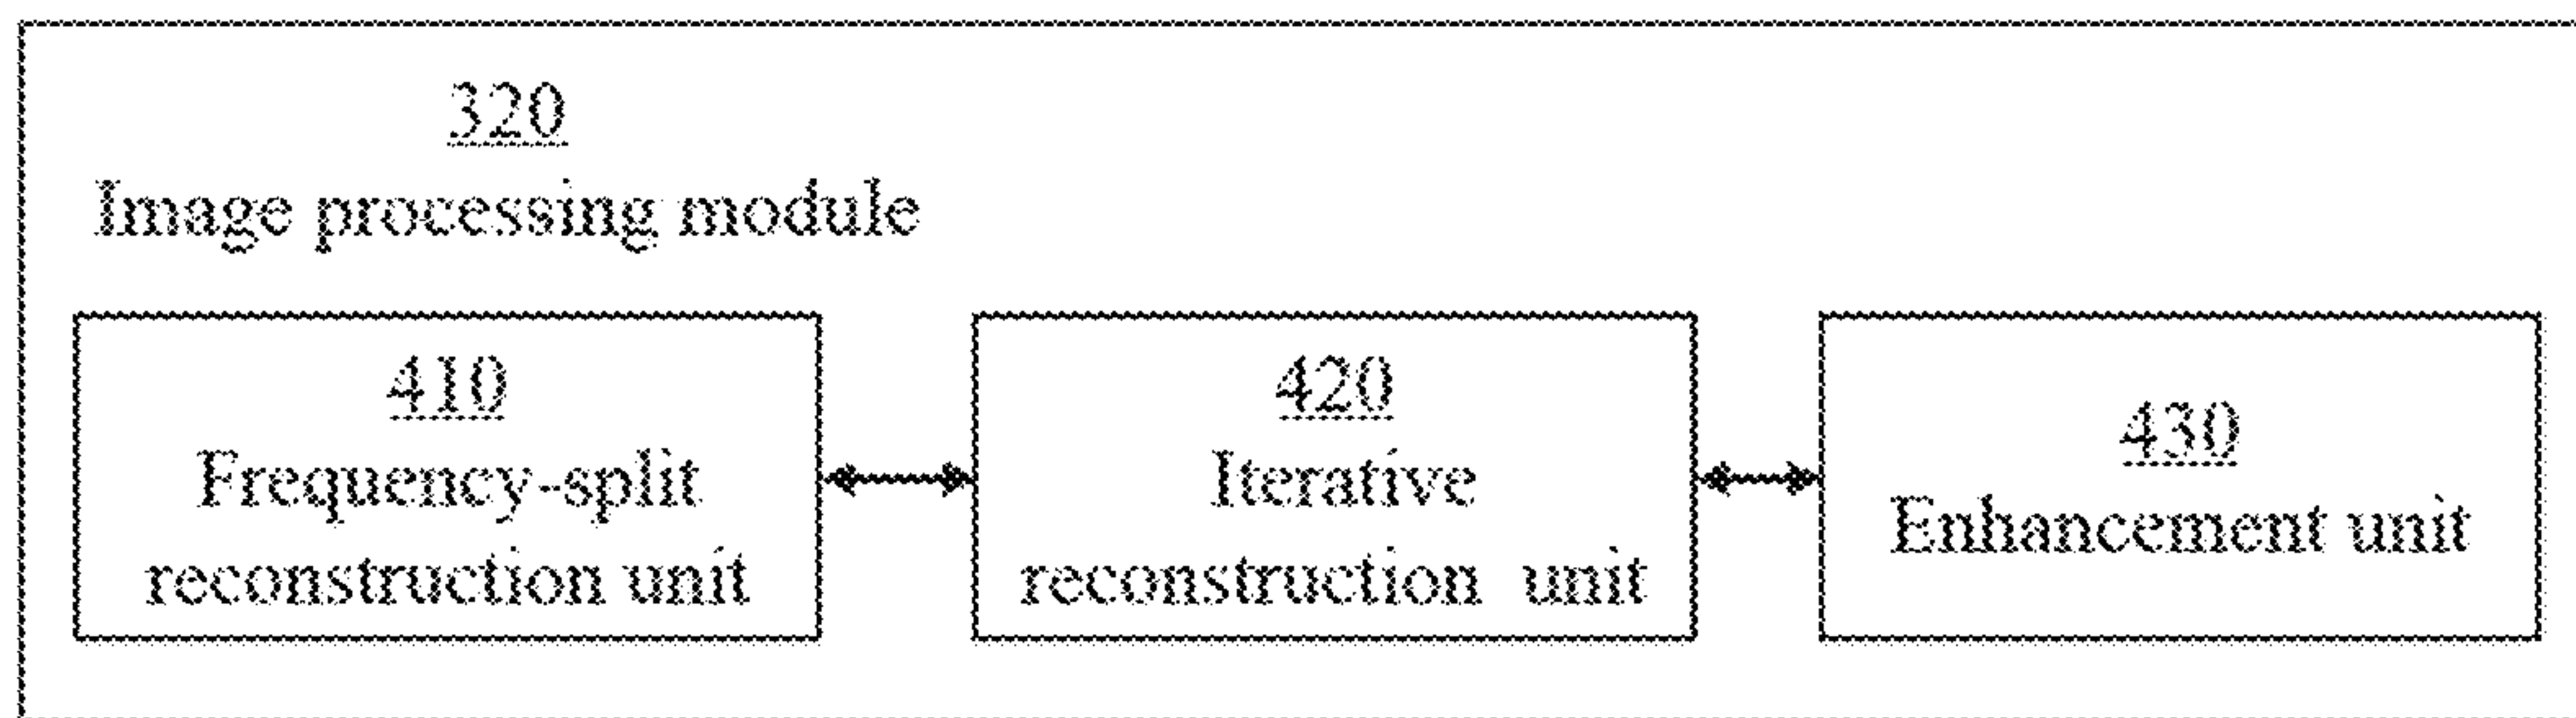 320
Image processing module
410
Frequency-split
reconstruction unit
420
Iterative
reconstruction unit
430
Enhancement unit